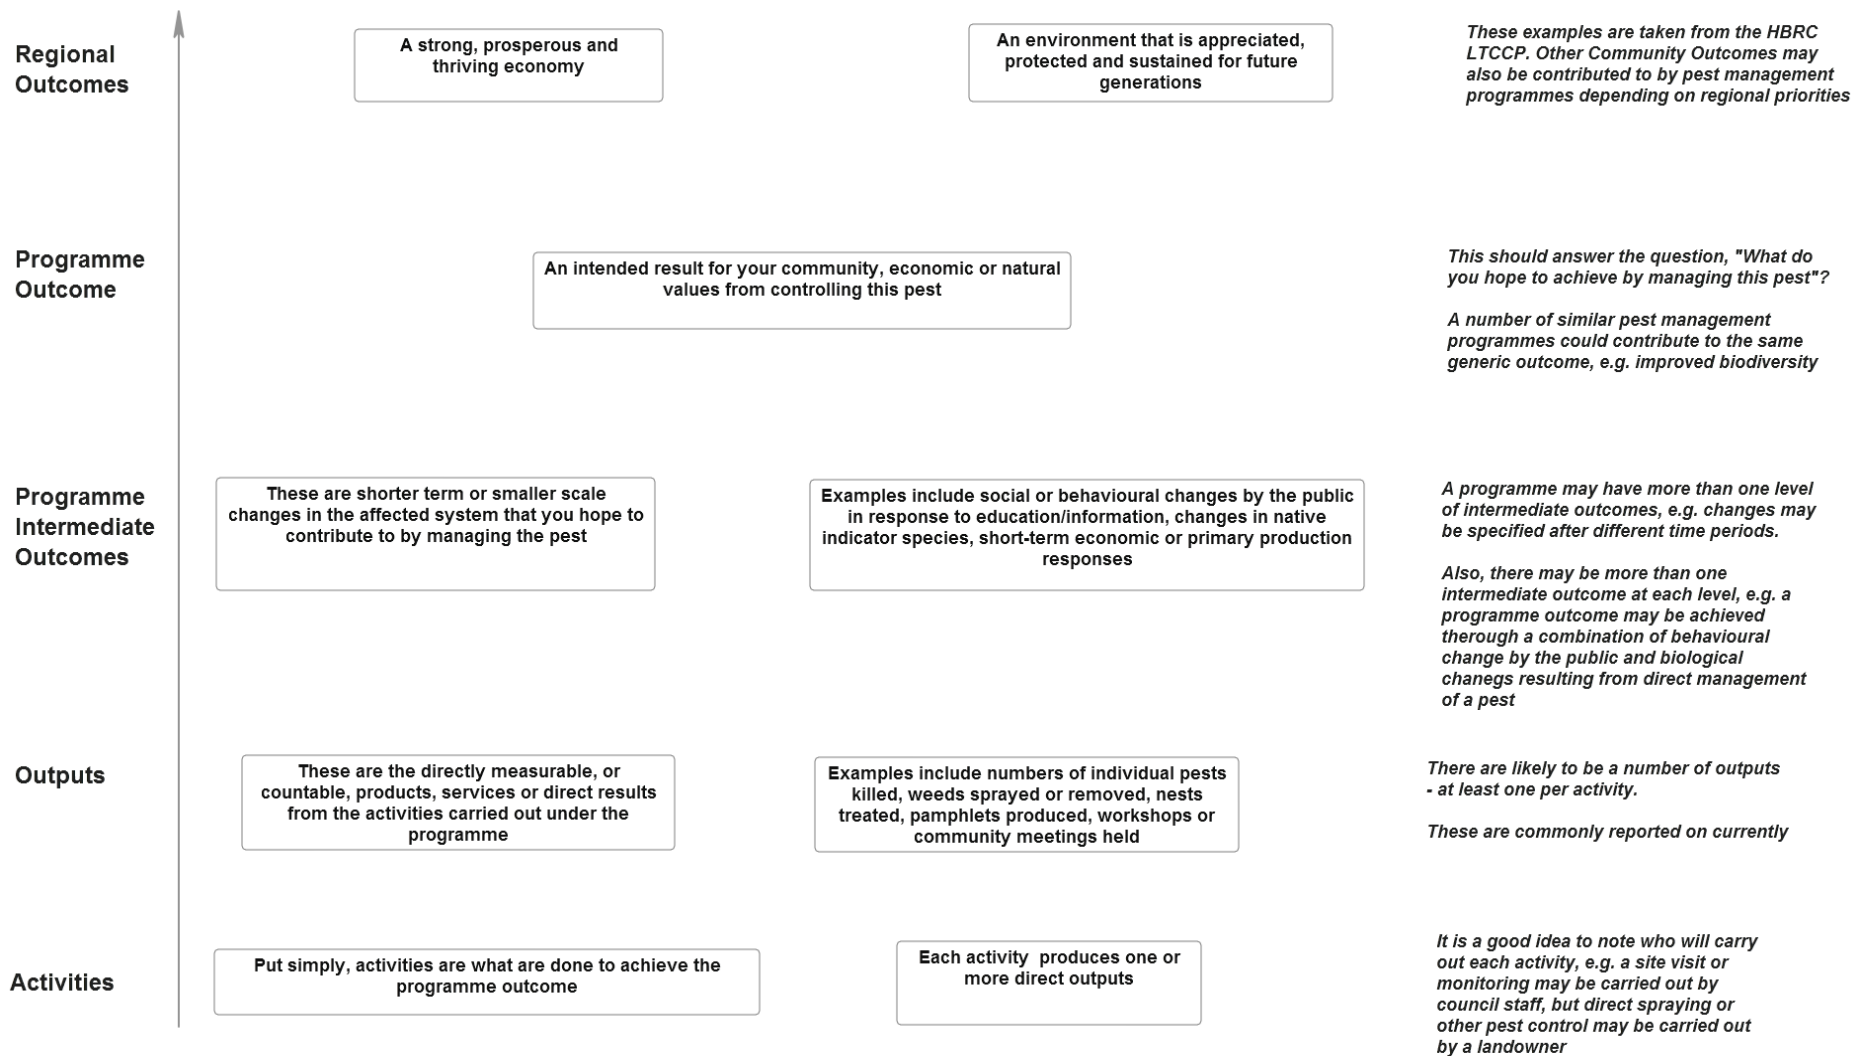 Regional
Outcomes
A strong, prosperous and
thriving economy
An environment that is appreciated,
protected and sustained for future
generations
These examples are taken from the HBRC
LTCCP. Other Community Outcomes may
also be contributed to by pest management
programmes depending on regional priorities
Programme
Outcome
An intended result for your community, economic or natural
values from controlling this pest
This should answer the question, "What do
you hope to achieve by managing this pest"?
A number of similar pest management
programmes could contribute to the same
generic outcome, e.g. improved biodiversity
Programme
Intermediate
Outcomes
These are shorter term or smaller scale
changes in the affected system that you hope to
contribute to by managing the pest
Examples include social or behavioural changes by the public
in response to education/information, changes in native
indicator species, short-term economic or primary production
responses
A programme may have more than one level
of intermediate outcomes, e.g. changes may
be specified after different time periods.
Also, there may be more than one
intermediate outcome at each level, e.g. a
programme outcome may be achieved
therough a combination of behavioural
change by the public and biological
chanegs resulting from direct management
of a pest
Outputs
These are the directly measurable, or
countable, products, services or direct results
from the activities carried out under the
programme
Examples include numbers of individual pests
killed, weeds sprayed or removed, nests
treated, pamphlets produced, workshops or
community meetings held
There are likely to be a number of outputs
- at least one per activity.
These are commonly reported on currently
Activities
Put simply, activities are what are done to achieve the
programme outcome
Each activity  produces one or
more direct outputs
It is a good idea to note who will carry
out each activity, e.g. a site visit or
monitoring may be carried out by
council staff, but direct spraying or
other pest control may be carried out
by a landowner